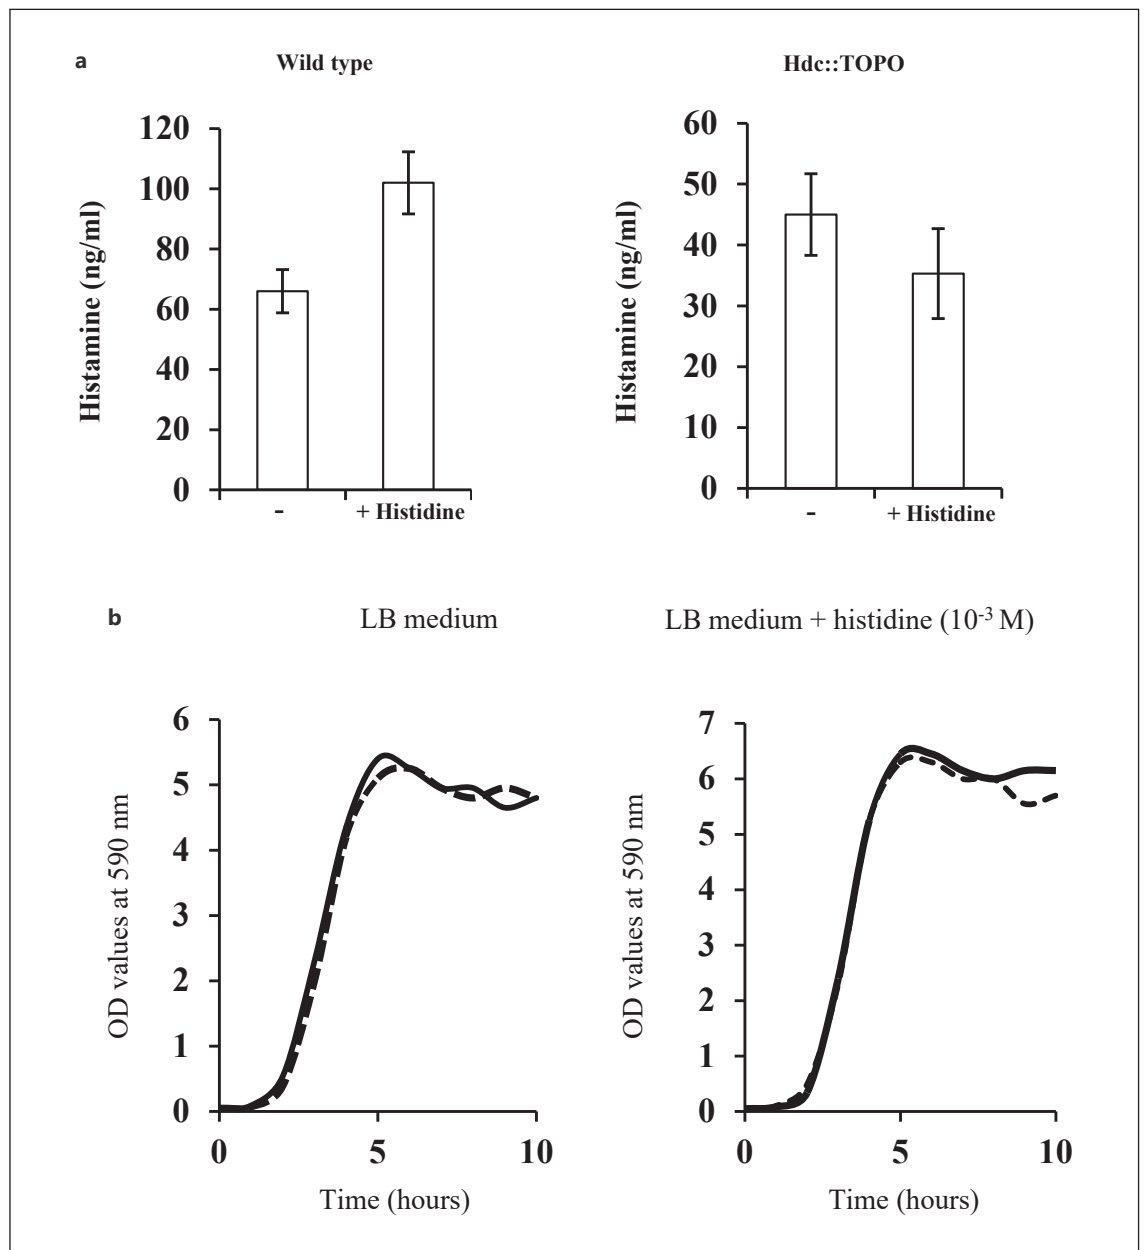 a
Wild type
Hdc::TOPO
Histamine (ng/ml)
120
100
80
60
40
20
0
-
+ Histidine
Histamine (ng/ml)
60
50
40
30
20
10
0
-
+ Histidine
b
LB medium
LB medium + histidine (10⁻³ M)
OD values at 590 nm
6
5
4
3
2
1
0
0 5 10
Time (hours)
OD values at 590 nm
7
6
5
4
3
2
1
0
0 5 10
Time (hours)